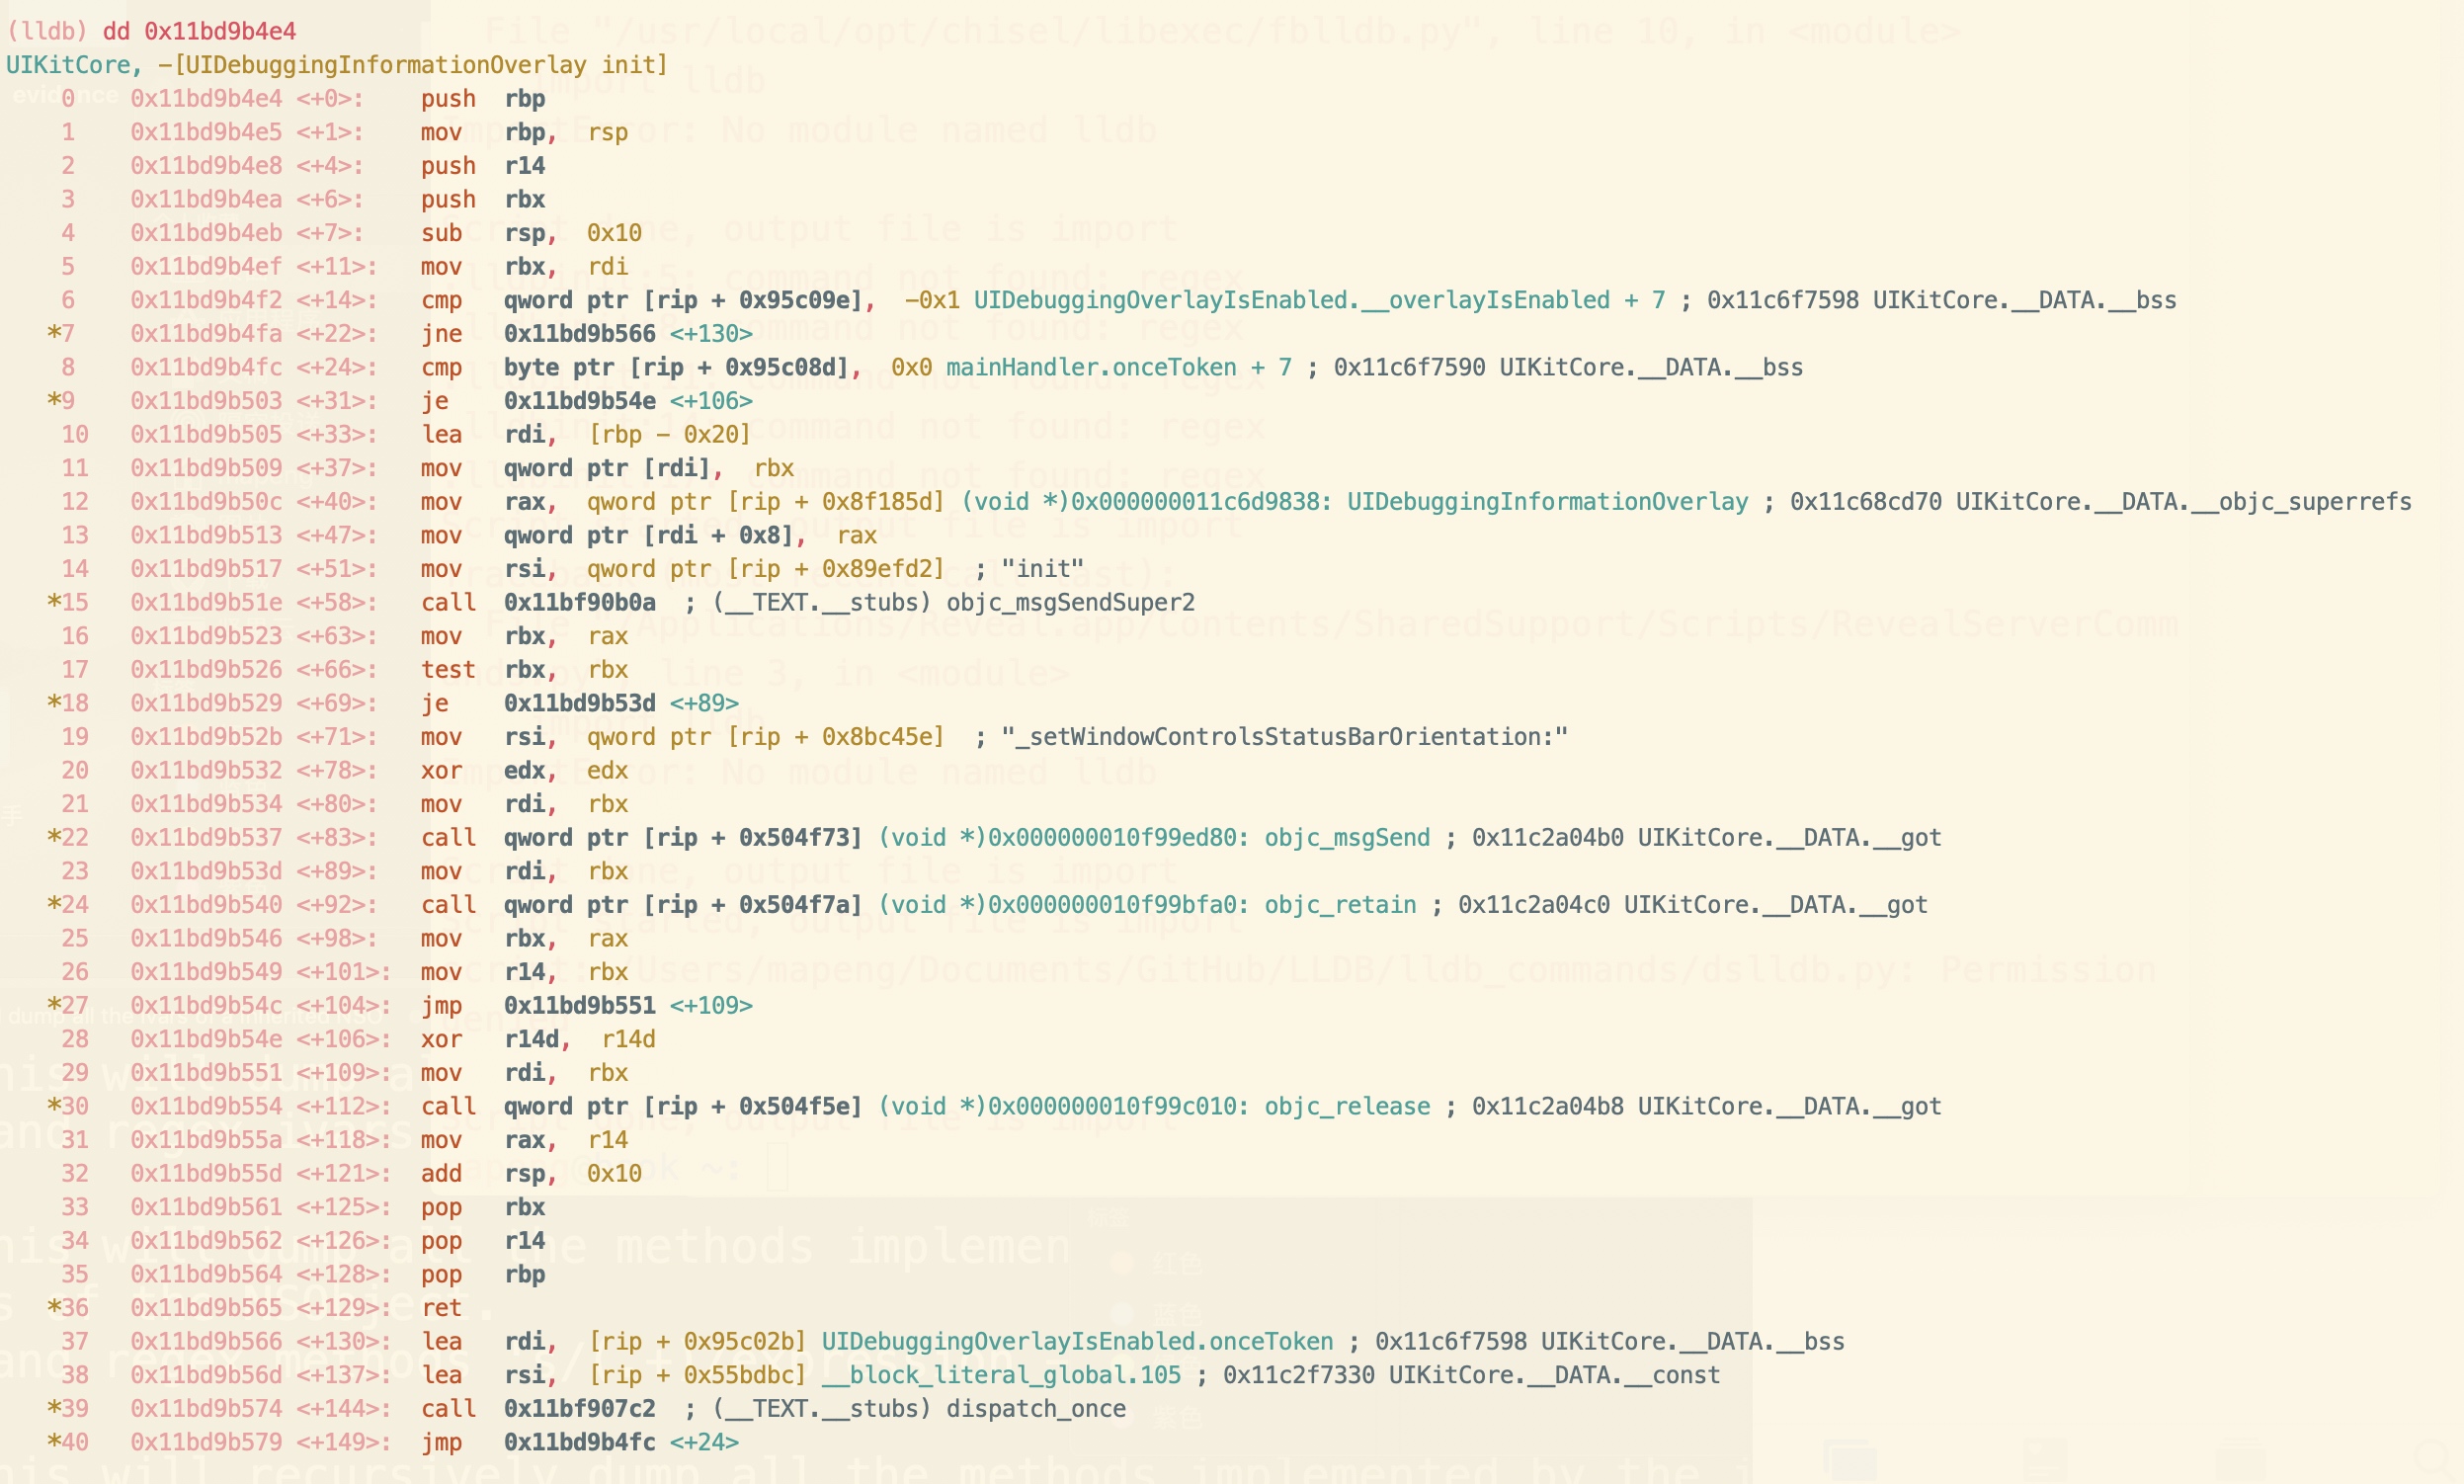 (lldb) dd 0x11bd9b4e4
UIKitCore, -[UIDebuggingInformationOverlay init]
0 0x11bd9b4e4 <+0>: push rbp
1 0x11bd9b4e5 <+1>: mov rbp, rsp
2 0x11bd9b4e8 <+4>: push r14
3 0x11bd9b4ea <+6>: push rbx
4 0x11bd9b4eb <+7>: sub rsp, 0x10
5 0x11bd9b4ef <+11>: mov rbx, rdi
6 0x11bd9b4f2 <+14>: cmp qword ptr [rip + 0x95c09e], -0x1 UIDebuggingOverlayIsEnabled.__overlayIsEnabled + 7 ; 0x11c6f7598 UIKitCore.__DATA.__bss
*7 0x11bd9b4fa <+22>: jne 0x11bd9b566 <+130>
8 0x11bd9b4fc <+24>: cmp byte ptr [rip + 0x95c08d], 0x0 mainHandler.onceToken + 7 ; 0x11c6f7590 UIKitCore.__DATA.__bss
*9 0x11bd9b503 <+31>: je 0x11bd9b54e <+106>
10 0x11bd9b505 <+33>: lea rdi, [rbp - 0x20]
11 0x11bd9b509 <+37>: mov qword ptr [rdi], rbx
12 0x11bd9b50c <+40>: mov rax, qword ptr [rip + 0x8f185d] (void *)0x000000011c6d9838: UIDebuggingInformationOverlay ; 0x11c68cd70 UIKitCore.__DATA.__objc_superrefs
13 0x11bd9b513 <+47>: mov qword ptr [rdi + 0x8], rax
14 0x11bd9b517 <+51>: mov rsi, qword ptr [rip + 0x89efd2] ; "init"
*15 0x11bd9b51e <+58>: call 0x11bf90b0a ; (__TEXT.__stubs) objc_msgSendSuper2
16 0x11bd9b523 <+63>: mov rbx, rax
17 0x11bd9b526 <+66>: test rbx, rbx
*18 0x11bd9b529 <+69>: je 0x11bd9b53d <+89>
19 0x11bd9b52b <+71>: mov rsi, qword ptr [rip + 0x8bc45e] ; "_setWindowControlsStatusBarOrientation:"
20 0x11bd9b532 <+78>: xor edx, edx
21 0x11bd9b534 <+80>: mov rdi, rbx
*22 0x11bd9b537 <+83>: call qword ptr [rip + 0x504f73] (void *)0x000000010f99ed80: objc_msgSend ; 0x11c2a04b0 UIKitCore.__DATA.__got
23 0x11bd9b53d <+89>: mov rdi, rbx
*24 0x11bd9b540 <+92>: call qword ptr [rip + 0x504f7a] (void *)0x000000010f99bfa0: objc_retain ; 0x11c2a04c0 UIKitCore.__DATA.__got
25 0x11bd9b546 <+98>: mov rbx, rax
26 0x11bd9b549 <+101>: mov r14, rbx
*27 0x11bd9b54c <+104>: jmp 0x11bd9b551 <+109>
28 0x11bd9b54e <+106>: xor r14d, r14d
29 0x11bd9b551 <+109>: mov rdi, rbx
*30 0x11bd9b554 <+112>: call qword ptr [rip + 0x504f5e] (void *)0x000000010f99c010: objc_release ; 0x11c2a04b8 UIKitCore.__DATA.__got
31 0x11bd9b55a <+118>: mov rax, r14
32 0x11bd9b55d <+121>: add rsp, 0x10
33 0x11bd9b561 <+125>: pop rbx
34 0x11bd9b562 <+126>: pop r14
35 0x11bd9b564 <+128>: pop rbp
*36 0x11bd9b565 <+129>: ret
37 0x11bd9b566 <+130>: lea rdi, [rip + 0x95c02b] UIDebuggingOverlayIsEnabled.onceToken ; 0x11c6f7598 UIKitCore.__DATA.__bss
38 0x11bd9b56d <+137>: lea rsi, [rip + 0x55bdbc] __block_literal_global.105 ; 0x11c2f7330 UIKitCore.__DATA.__const
*39 0x11bd9b574 <+144>: call 0x11bf907c2 ; (__TEXT.__stubs) dispatch_once
*40 0x11bd9b579 <+149>: jmp 0x11bd9b4fc <+24>